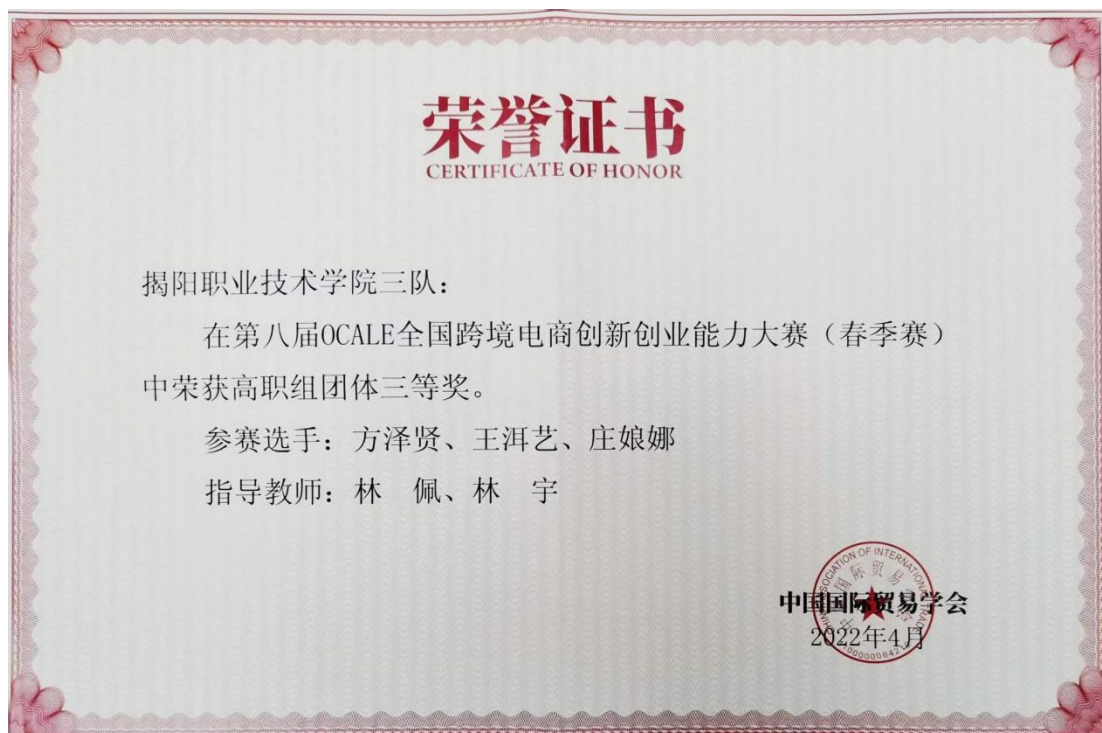 荣誉证书
CERTIFICATE OF HONOR
揭阳职业技术学院三队：
在第八届OCALE全国跨境电商创新创业能力大赛（春季赛）
中荣获高职组团体三等奖。
参赛选手：方泽贤、王洱艺、庄娘娜
指导教师：林　佩、林　宇
中国国际贸易学会
2022年4月